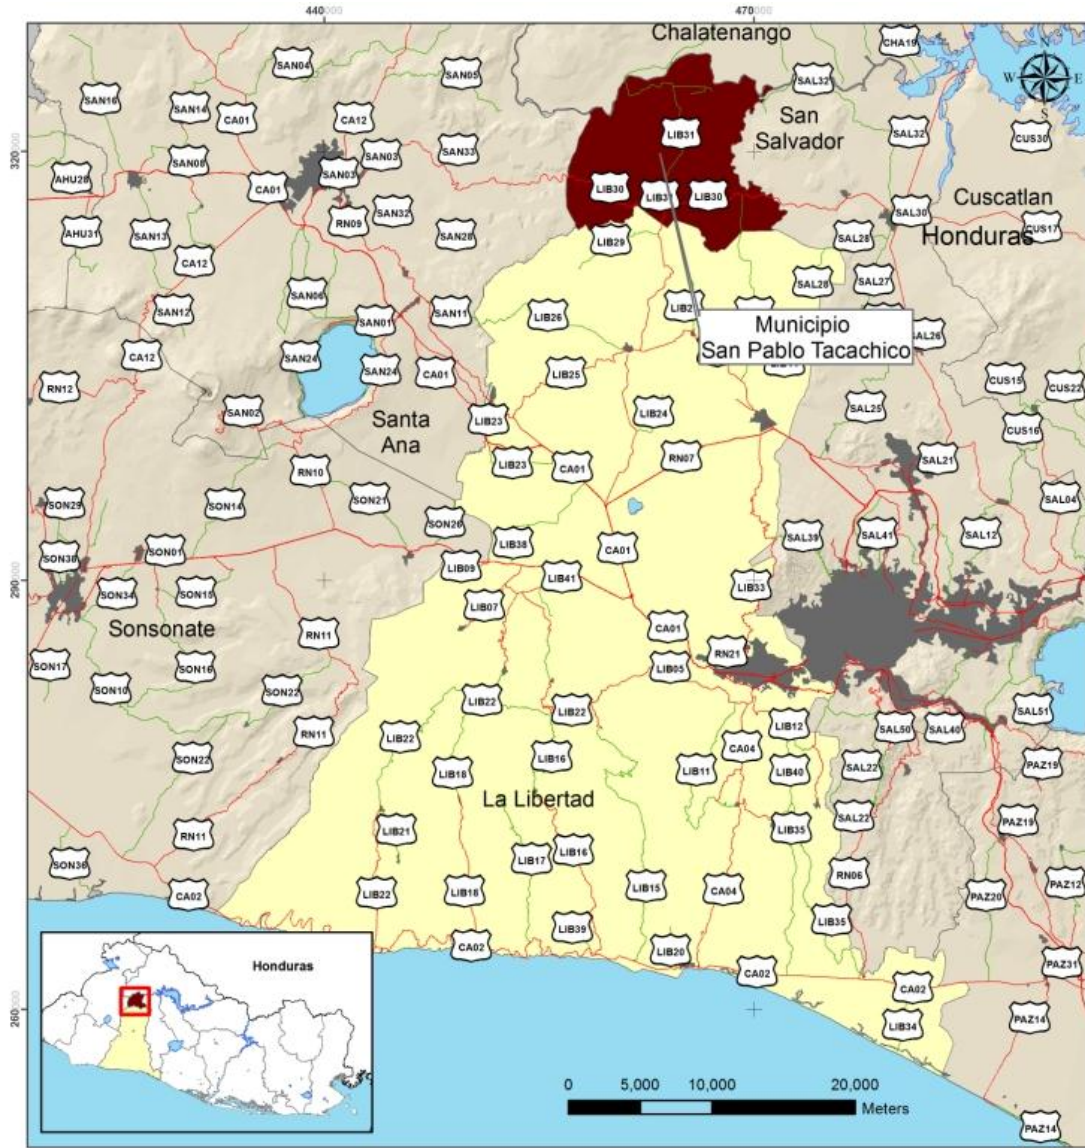 440000
470000
Chalatenango
CHA19
SAN04
SAN05
SAL32
N
W E
S
SAN16
SAN14
CA01
CA12
LIB31
San
Salvador
SAL32
CUS30
320000
SAN08
SAN03
SAN33
AHU28
CA01
SAN03
LIB30
LIB30
Cuscatlan
SAN32
RN09
SAL30
CUS17
AHU31
SAN13
SAN28
LIB29
SAL28
Honduras
CA12
SAN06
SAL28
SAL27
SAN12
SAN01
SAN11
LIB26
Municipio
San Pablo Tacachico
CA12
SAN24
SAN24
CA01
LIB25
CUS15
CUS22
RN12
SAN02
Santa
Ana
LIB23
LIB24
SAL25
CUS16
LIB23
CA01
RN07
SAL21
RN10
SON29
SON14
SON21
SAL04
SON26
LIB38
SAL39
SAL41
SAL12
SON38
SON01
LIB09
CA01
290000
SON34
SON15
LIB41
LIB33
LIB07
Sonsonate
RN11
CA01
RN21
SON17
SON16
LIB05
SON10
SON22
LIB22
LIB22
SAL51
RN11
LIB22
LIB12
SAL50
SAL40
CA04
SON22
LIB16
LIB18
LIB11
LIB40
SAL22
PAZ19
La Libertad
SAL22
RN11
LIB21
LIB35
PAZ19
SON36
LIB17
LIB16
CA02
LIB22
LIB18
LIB15
CA04
RN06
PAZ20
PAZ12
LIB39
LIB35
CA02
LIB20
CA02
PAZ31
CA02
Honduras
260000
LIB34
PAZ14
0 5,000 10,000 20,000
Meters
PAZ14